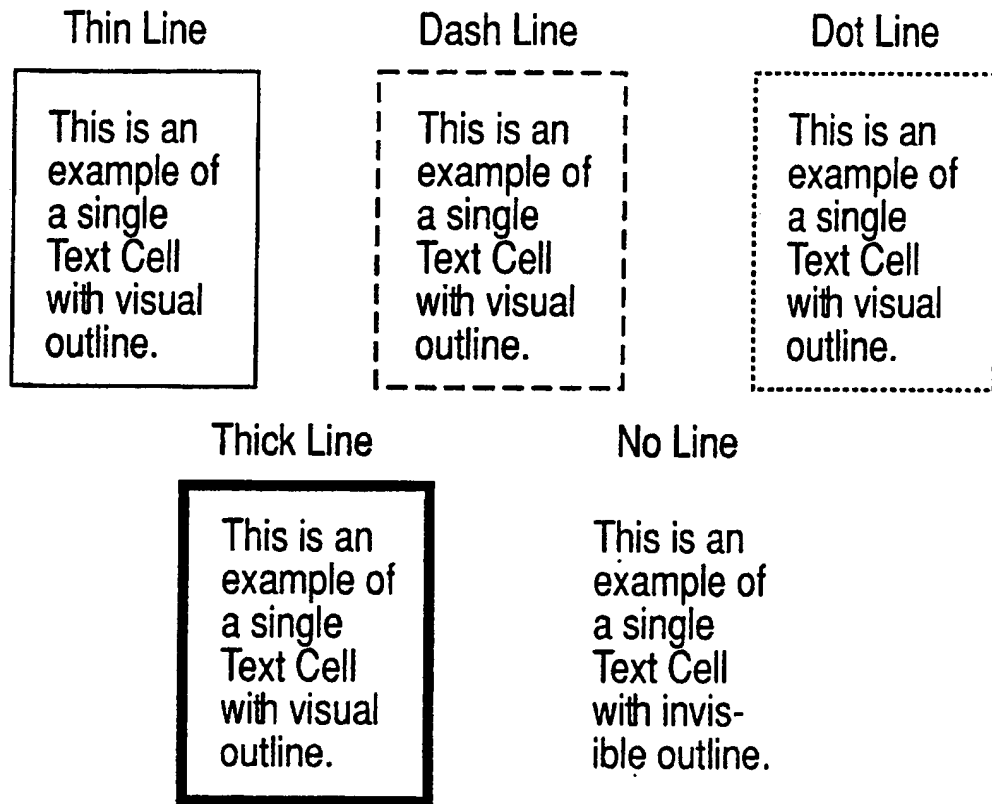 Thin Line
This is an
example of
a single
Text Cell
with visual
outline.
Dash Line
This is an
example of
a single
Text Cell
with visual
outline.
Dot Line
This is an
example of
a single
Text Cell
with visual
outline.
Thick Line
This is an
example of
a single
Text Cell
with visual
outline.
No Line
This is an
example of
a single
Text Cell
with invis-
ible outline.